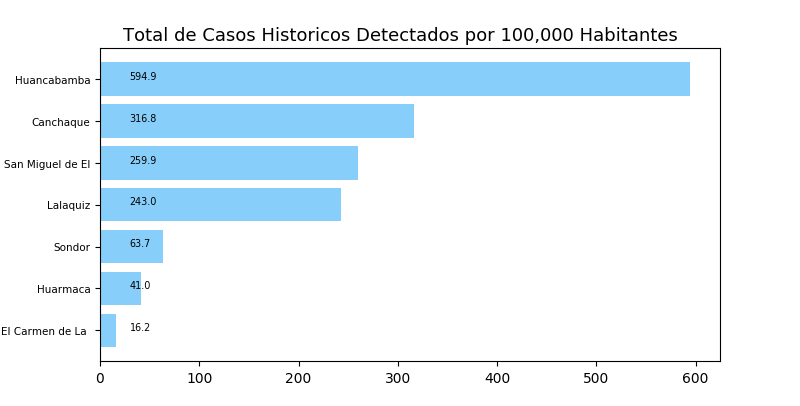 Total de Casos Historicos Detectados por 100,000 Habitantes
Huancabamba 594.9
Canchaque 316.8
San Miguel de El 259.9
Lalaquiz 243.0
Sondor 63.7
Huarmaca 41.0
El Carmen de La 16.2
0 100 200 300 400 500 600